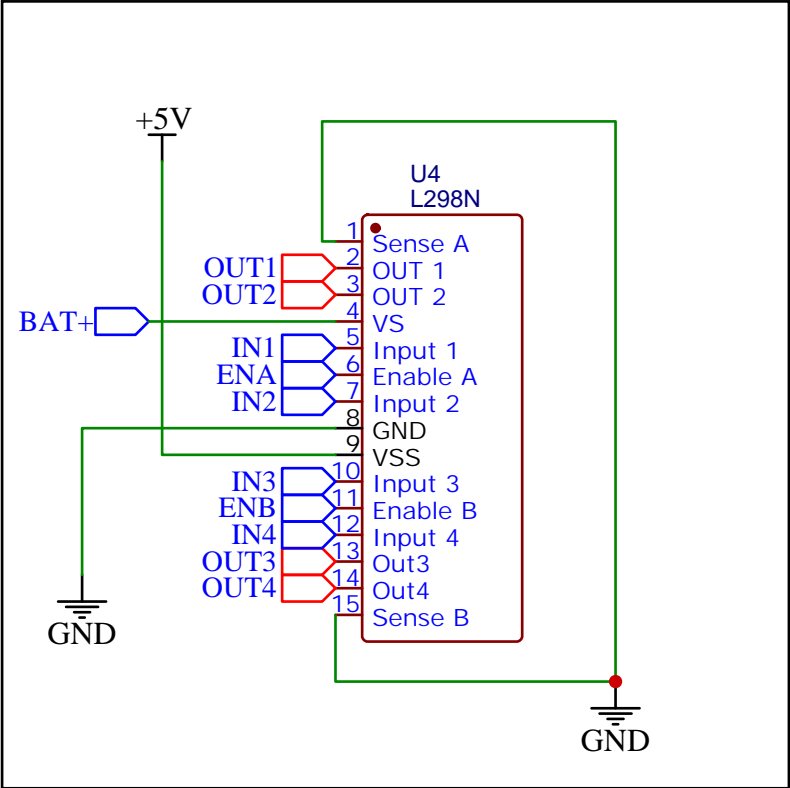 +5V
U4
L298N
1
Sense A
OUT1
2
OUT 1
OUT2
3
OUT 2
BAT+
4
VS
IN1
5
Input 1
ENA
6
Enable A
IN2
7
Input 2
8
GND
9
VSS
IN3
10
Input 3
ENB
11
Enable B
IN4
12
Input 4
OUT3
13
Out3
OUT4
14
Out4
15
Sense B
GND
GND